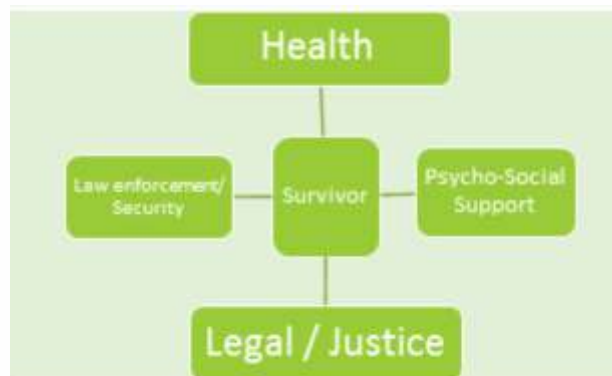 Health
Law enforcement/
Security
Survivor
Psycho-Social
Support
Legal / Justice